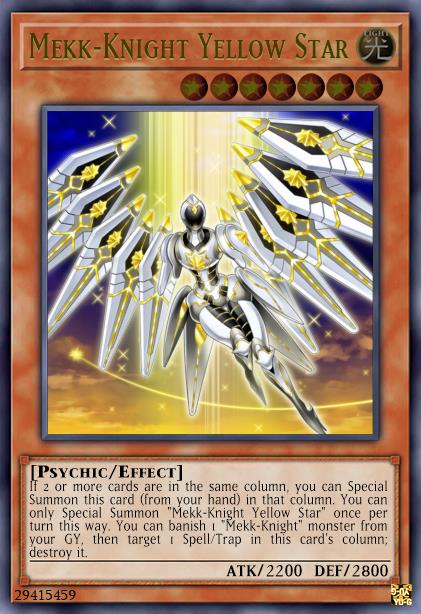 Mekk-Knight Yellow Star
LIGHT
光
[Psychic/Effect]
If 2 or more cards are in the same column, you can Special
Summon this card (from your hand) in that column. You can
only Special Summon "Mekk-Knight Yellow Star" once per
turn this way. You can banish 1 "Mekk-Knight" monster from
your GY, then target 1 Spell/Trap in this card's column;
destroy it.
ATK/2200 DEF/2800
29415459